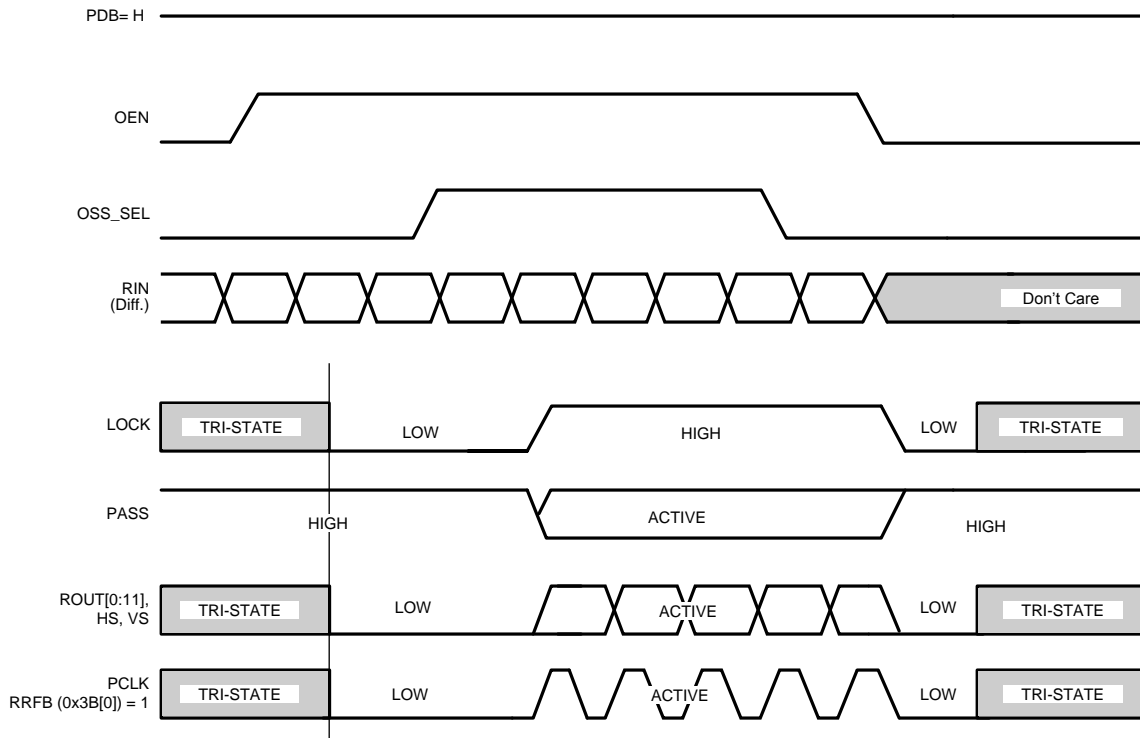 PDB= H
OEN
OSS_SEL
RIN
(Diff.)
Don't Care
LOCK
TRI-STATE
LOW
HIGH
LOW
TRI-STATE
PASS
HIGH
ACTIVE
HIGH
ROUT[0:11],
HS, VS
TRI-STATE
LOW
ACTIVE
LOW
TRI-STATE
PCLK
RRFB (0x3B[0]) = 1
TRI-STATE
LOW
ACTIVE
LOW
TRI-STATE